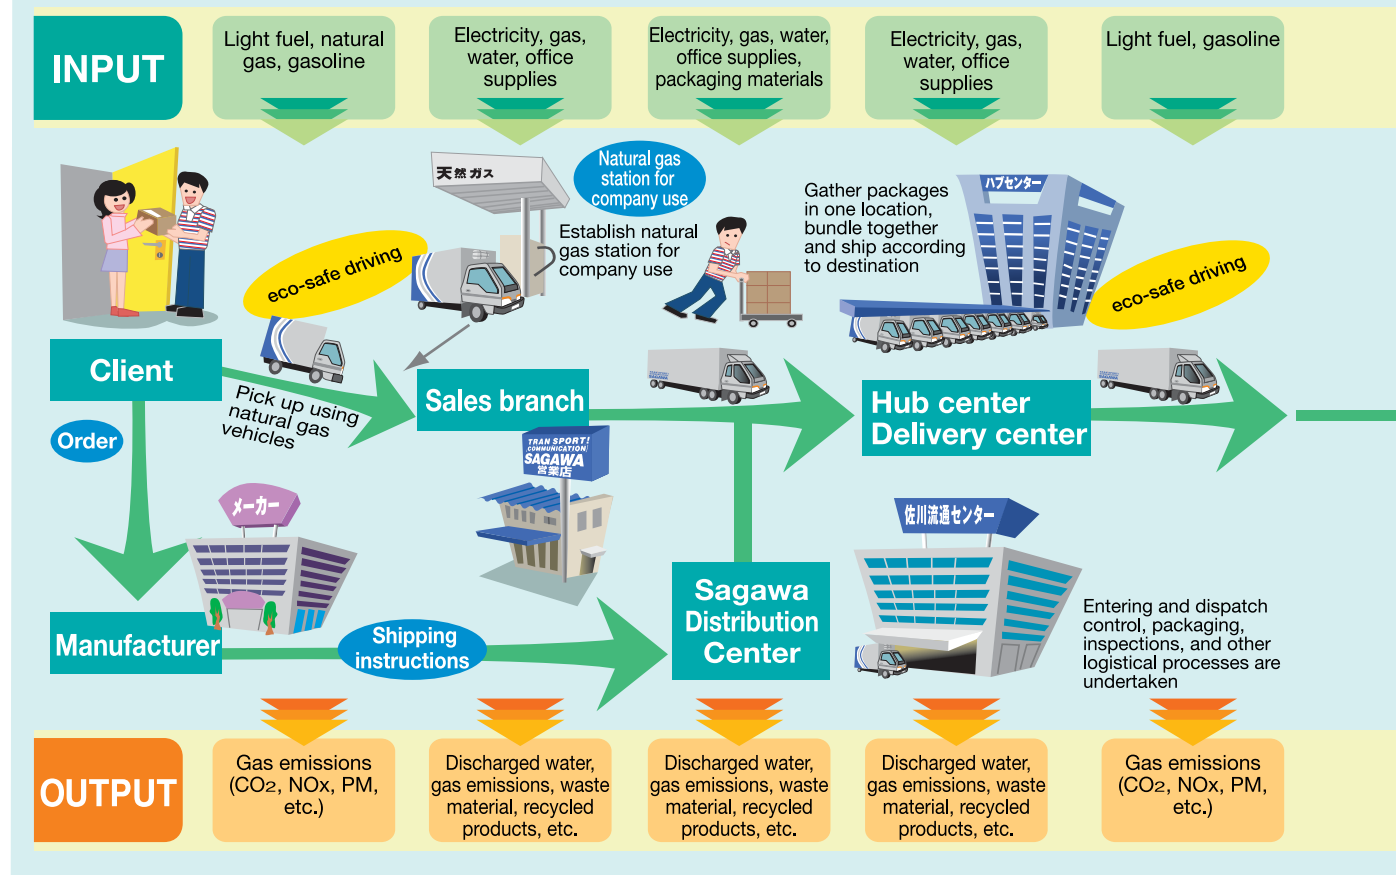 INPUT
Light fuel, natural
gas, gasoline
Electricity, gas,
water, office
supplies
Electricity, gas, water,
office supplies,
packaging materials
Electricity, gas,
water, office
supplies
Light fuel, gasoline
天然ガス
Natural gas
station for
company use
Establish natural
gas station for
company use
Gather packages
in one location,
bundle together
and ship according
to destination
ハブセンター
eco-safe driving
eco-safe driving
Client
Pick up using
natural gas
vehicles
Sales branch
Hub center
Delivery center
Order
TRAN SPORT!
COMMUNICATION!
SAGAWA
営業店
メーカー
佐川流通センター
Manufacturer
Shipping
instructions
Sagawa
Distribution
Center
Entering and dispatch
control, packaging,
inspections, and other
logistical processes are
undertaken
OUTPUT
Gas emissions
(CO2, NOx, PM,
etc.)
Discharged water,
gas emissions, waste
material, recycled
products, etc.
Discharged water,
gas emissions, waste
material, recycled
products, etc.
Discharged water,
gas emissions, waste
material, recycled
products, etc.
Gas emissions
(CO2, NOx, PM,
etc.)